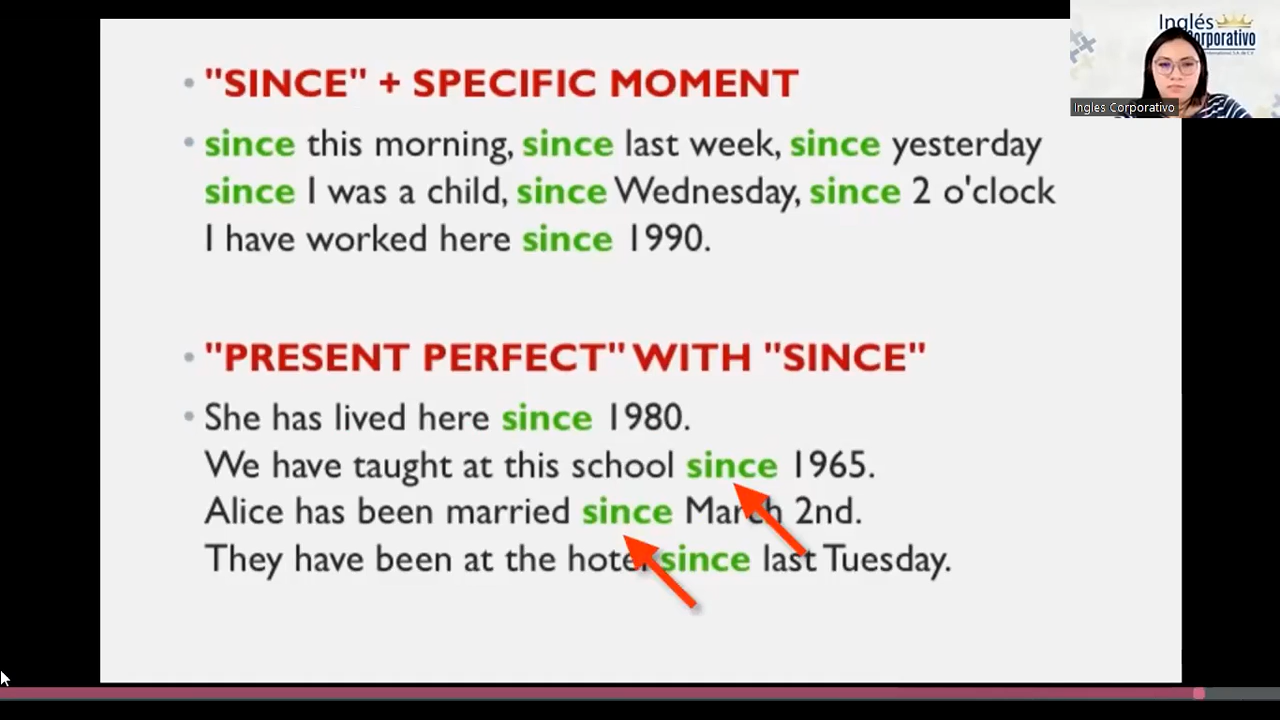 "SINCE" + SPECIFIC MOMENT
since this morning, since last week, since yesterday
since I was a child, since Wednesday, since 2 o'clock
I have worked here since 1990.
"PRESENT PERFECT" WITH "SINCE"
She has lived here since 1980.
We have taught at this school since 1965.
Alice has been married since March 2nd.
They have been at the hotel since last Tuesday.
Inglés
Corporativo
Ingles Corporativo